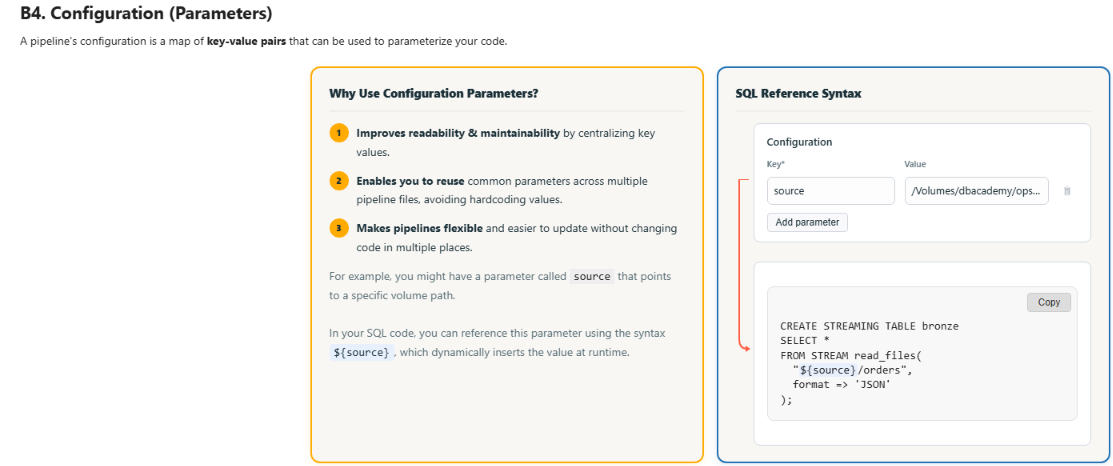 B4. Configuration (Parameters)
A pipeline's configuration is a map of key-value pairs that can be used to parameterize your code.
Why Use Configuration Parameters?
1 Improves readability & maintainability by centralizing key
values.
2 Enables you to reuse common parameters across multiple
pipeline files, avoiding hardcoding values.
3 Makes pipelines flexible and easier to update without changing
code in multiple places.
For example, you might have a parameter called source that points
to a specific volume path.
In your SQL code, you can reference this parameter using the syntax
${source} , which dynamically inserts the value at runtime.
SQL Reference Syntax
Configuration
Key* Value
source /Volumes/dbacademy/ops...
Add parameter
Copy
CREATE STREAMING TABLE bronze
SELECT *
FROM STREAM read_files(
"${source}/orders",
format => 'JSON'
);